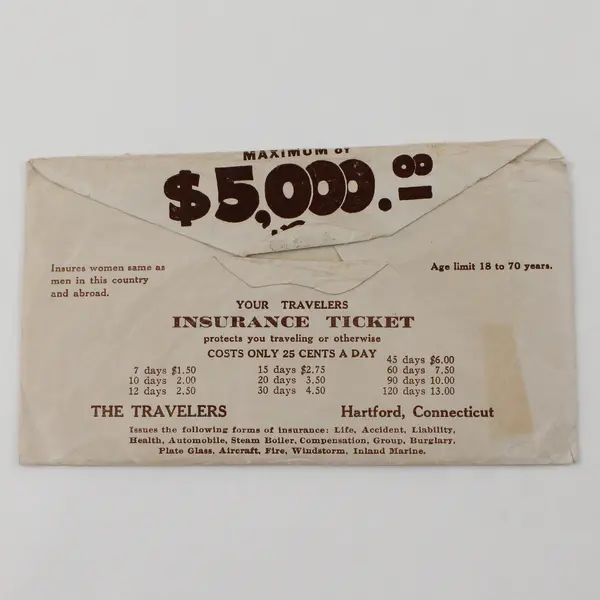 MAXIMUM OF
$5,000.00
Insures women same as
men in this country
and abroad.
Age limit 18 to 70 years.
YOUR TRAVELERS
INSURANCE TICKET
protects you traveling or otherwise
COSTS ONLY 25 CENTS A DAY
7 days $1.50
10 days 2.00
12 days 2.50
15 days $2.75
20 days 3.50
30 days 4.50
45 days $6.00
60 days 7.50
90 days 10.00
120 days 13.00
THE TRAVELERS
Hartford, Connecticut
Issues the following forms of insurance: Life, Accident, Liability,
Health, Automobile, Steam Boiler, Compensation, Group, Burglary,
Plate Glass, Aircraft, Fire, Windstorm, Inland Marine.